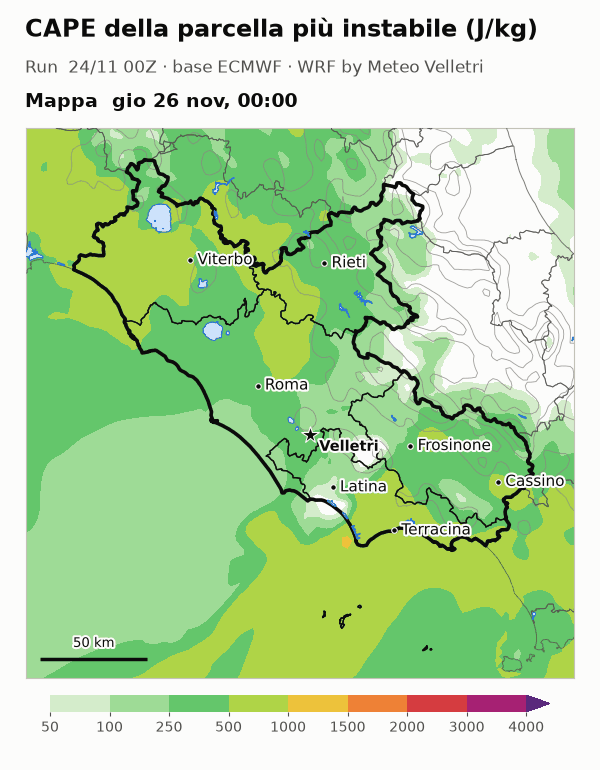 CAPE della parcella più instabile (J/kg)
Run  24/11 00Z · base ECMWF · WRF by Meteo Velletri
Mappa  gio 26 nov, 00:00
Viterbo
Rieti
Roma
Velletri
Frosinone
Latina
Cassino
Terracina
50 km
50 100 250 500 1000 1500 2000 3000 4000